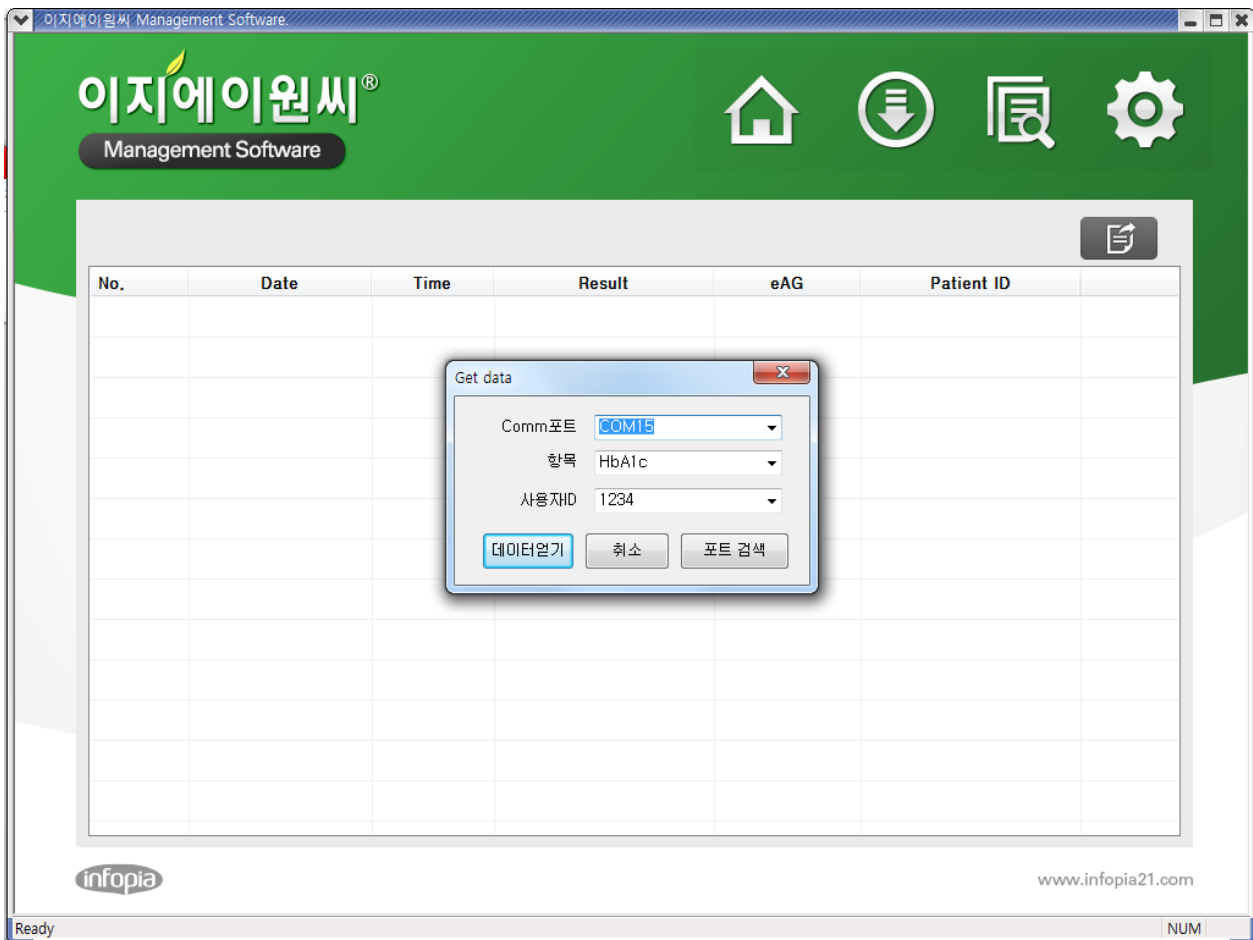 이지에이원씨 Management Software.
이지에이원씨®
Management Software
No. Date Time Result eAG Patient ID
Get data
Comm포트 COM15
항목 HbA1c
사용자ID 1234
데이터얻기 취소 포트 검색
infopia www.infopia21.com
Ready NUM